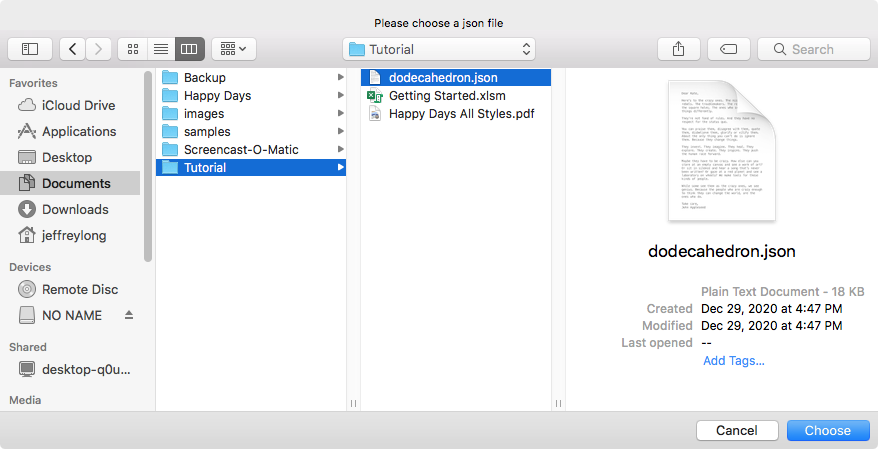 Please choose a json file
Tutorial
Search
Favorites
iCloud Drive
Applications
Desktop
Documents
Downloads
jeffreylong
Devices
Remote Disc
NO NAME
Shared
desktop-q0u...
Media
Backup
Happy Days
images
samples
Screencast-O-Matic
Tutorial
dodecahedron.json
Getting Started.xlsm
Happy Days All Styles.pdf
dodecahedron.json
Plain Text Document - 18 KB
Created Dec 29, 2020 at 4:47 PM
Modified Dec 29, 2020 at 4:47 PM
Last opened --
Add Tags...
Cancel
Choose